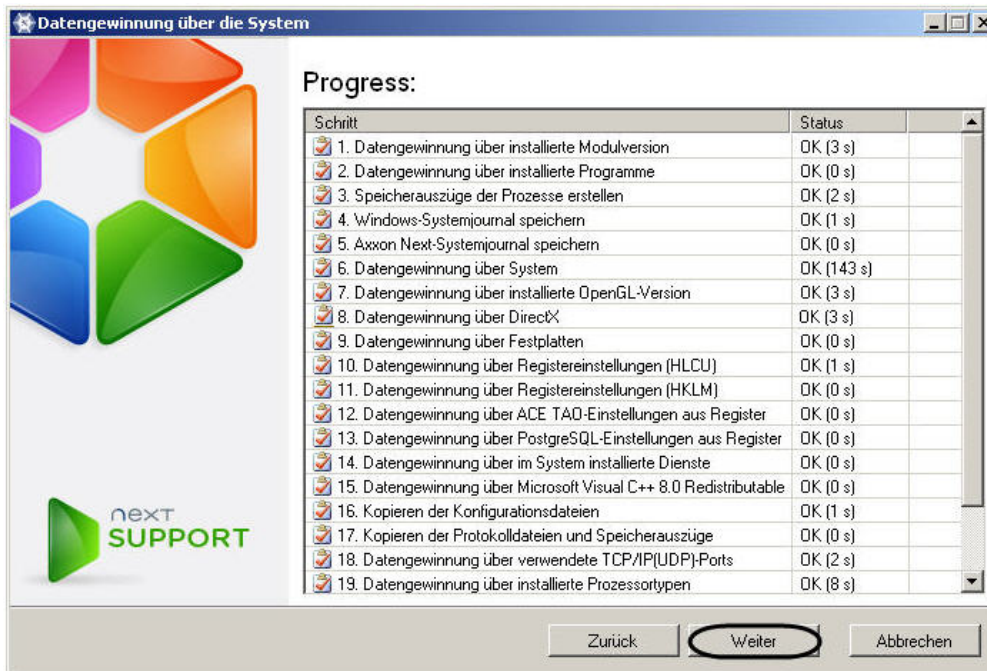 Datengewinnung über die System
Progress:
Schritt Status
1. Datengewinnung über installierte Modulversion OK (3 s)
2. Datengewinnung über installierte Programme OK (0 s)
3. Speicherauszüge der Prozesse erstellen OK (2 s)
4. Windows-Systemjournal speichern OK (1 s)
5. Axxon Next-Systemjournal speichern OK (0 s)
6. Datengewinnung über System OK (143 s)
7. Datengewinnung über installierte OpenGL-Version OK (3 s)
8. Datengewinnung über DirectX OK (3 s)
9. Datengewinnung über Festplatten OK (0 s)
10. Datengewinnung über Registereinstellungen (HLCU) OK (1 s)
11. Datengewinnung über Registereinstellungen (HKLM) OK (0 s)
12. Datengewinnung über ACE TAO-Einstellungen aus Register OK (0 s)
13. Datengewinnung über PostgreSQL-Einstellungen aus Register OK (0 s)
14. Datengewinnung über im System installierte Dienste OK (0 s)
15. Datengewinnung über Microsoft Visual C++ 8.0 Redistributable OK (0 s)
16. Kopieren der Konfigurationsdateien OK (1 s)
17. Kopieren der Protokolldateien und Speicherauszüge OK (0 s)
18. Datengewinnung über verwendete TCP/IP(UDP)-Ports OK (2 s)
19. Datengewinnung über installierte Prozessortypen OK (8 s)
next
SUPPORT
Zurück Weiter Abbrechen